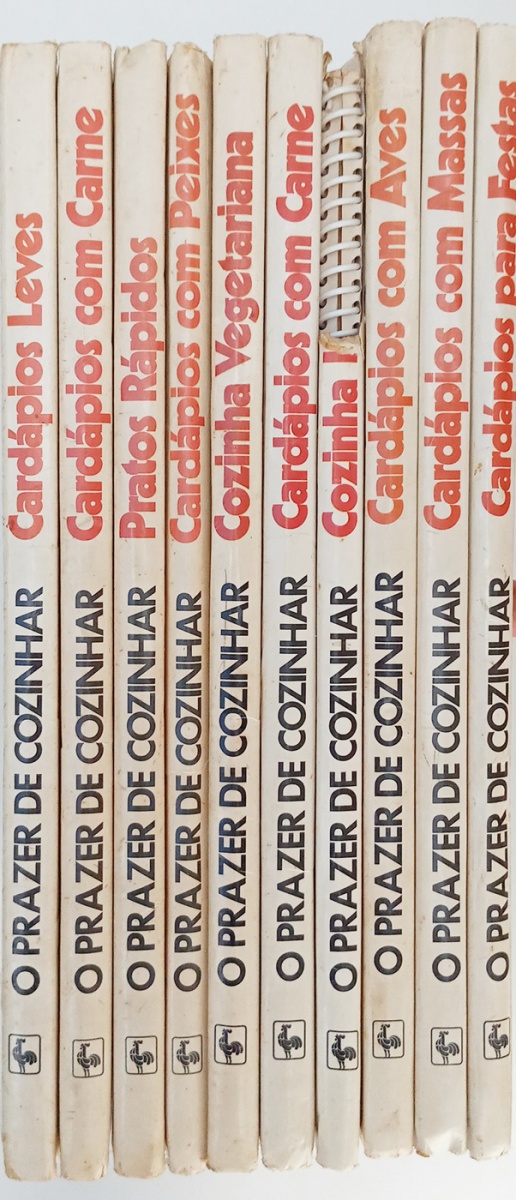 O PRAZER DE COZINHAR Cardápios Leves
O PRAZER DE COZINHAR Cardápios com Carne
O PRAZER DE COZINHAR Pratos Rápidos
O PRAZER DE COZINHAR Cardápios com Peixes
O PRAZER DE COZINHAR Cozinha Vegetariana
O PRAZER DE COZINHAR Cardápios com Carne
O PRAZER DE COZINHAR Cozinha
O PRAZER DE COZINHAR Cardápios com Aves
O PRAZER DE COZINHAR Cardápios com Massas
O PRAZER DE COZINHAR Cardápios para Festas